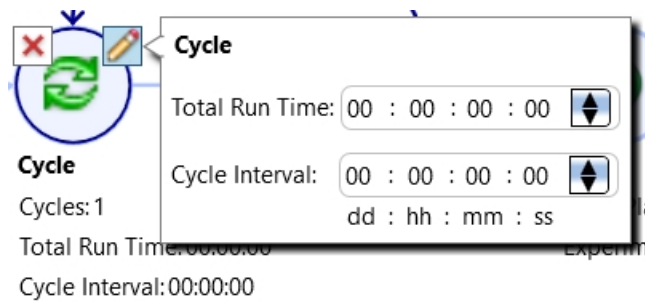 Cycle
Total Run Time: 00 : 00 : 00 : 00
Cycle Interval: 00 : 00 : 00 : 00
dd : hh : mm : ss
Cycle
Cycles: 1
Total Run Time: 00:00:00
Cycle Interval: 00:00:00